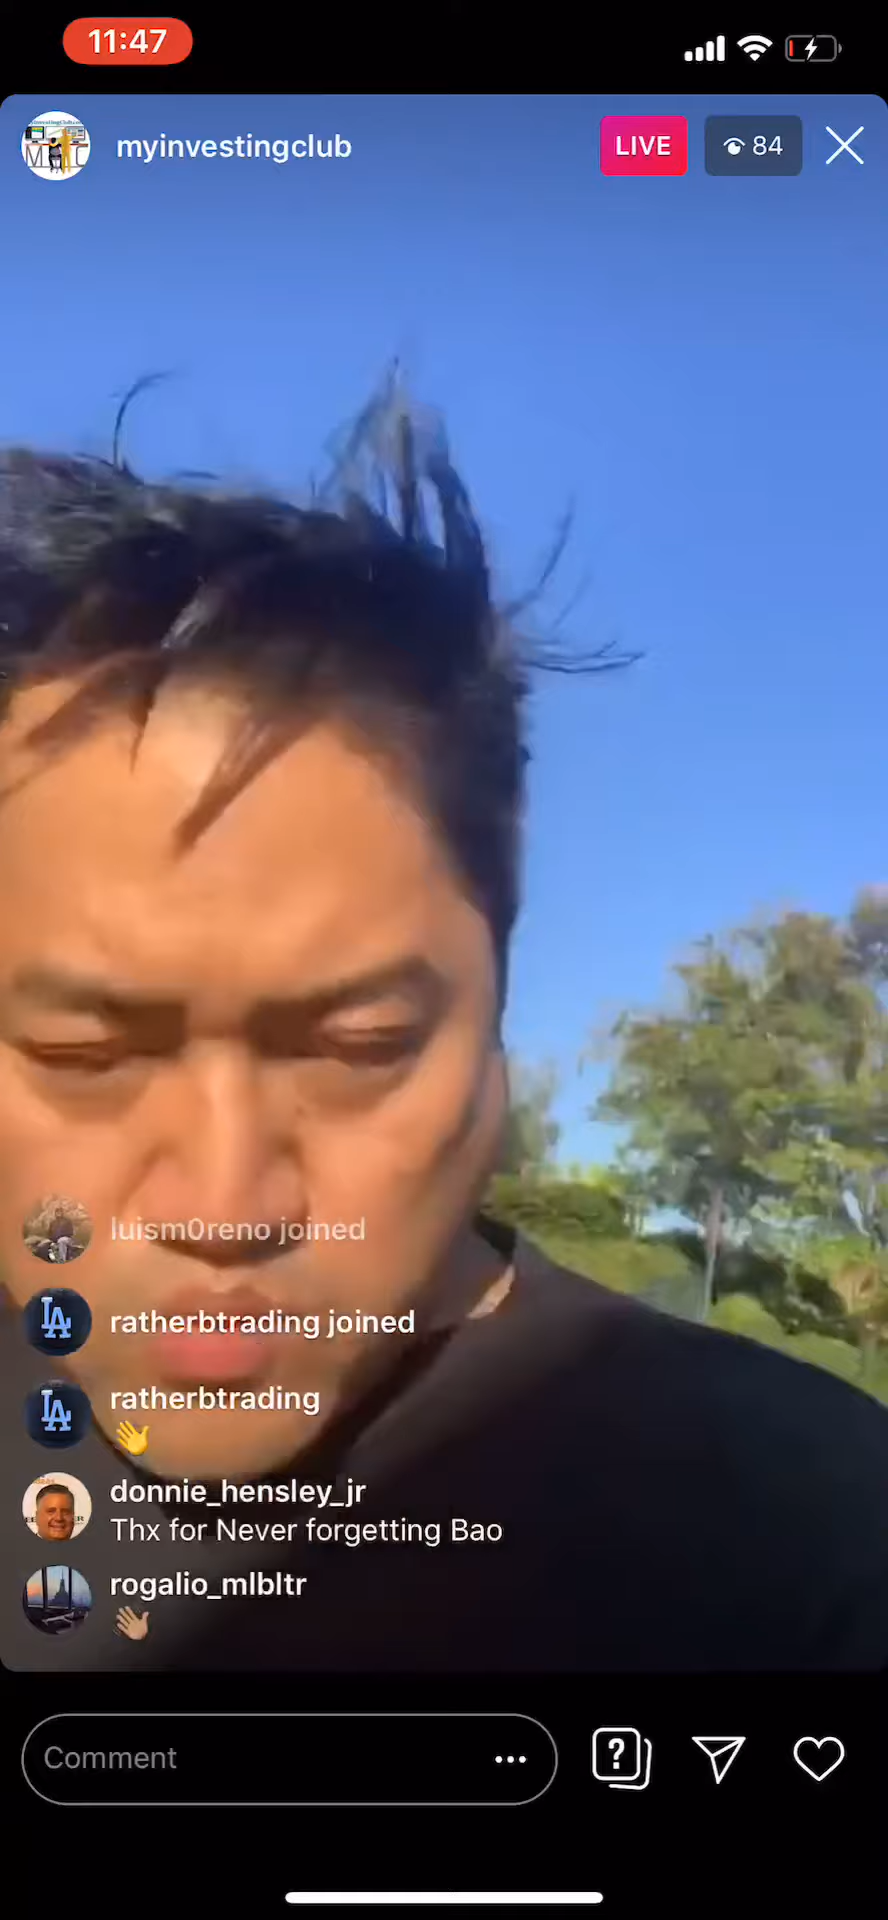 11:47
myinvestingclub
LIVE
84
luism0reno joined
ratherbtrading joined
ratherbtrading
👋
donnie_hensley_jr
Thx for Never forgetting Bao
rogalio_mlbltr
👋🏼
Comment